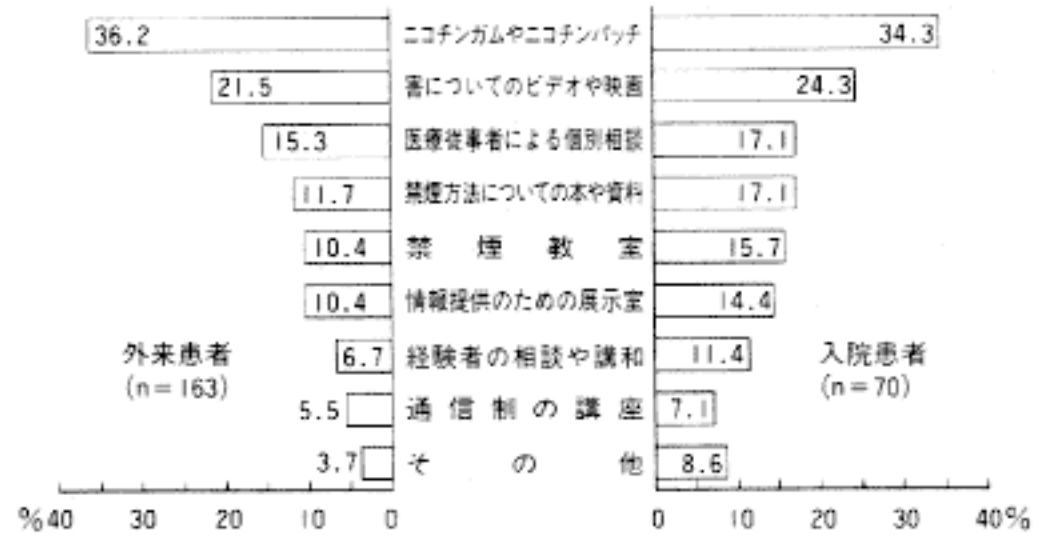 36.2 ニコチンガムやニコチンパッチ 34.3
21.5 害についてのビデオや映画 24.3
15.3 医療従事者による個別相談 17.1
11.7 禁煙方法についての本や資料 17.1
10.4 禁煙教室 15.7
10.4 情報提供のための展示室 14.4
6.7 経験者の相談や講和 11.4
外来患者
(n=163)
入院患者
(n=70)
5.5 通信制の講座 7.1
3.7 その他 8.6
%40 30 20 10 0 0 10 20 30 40%